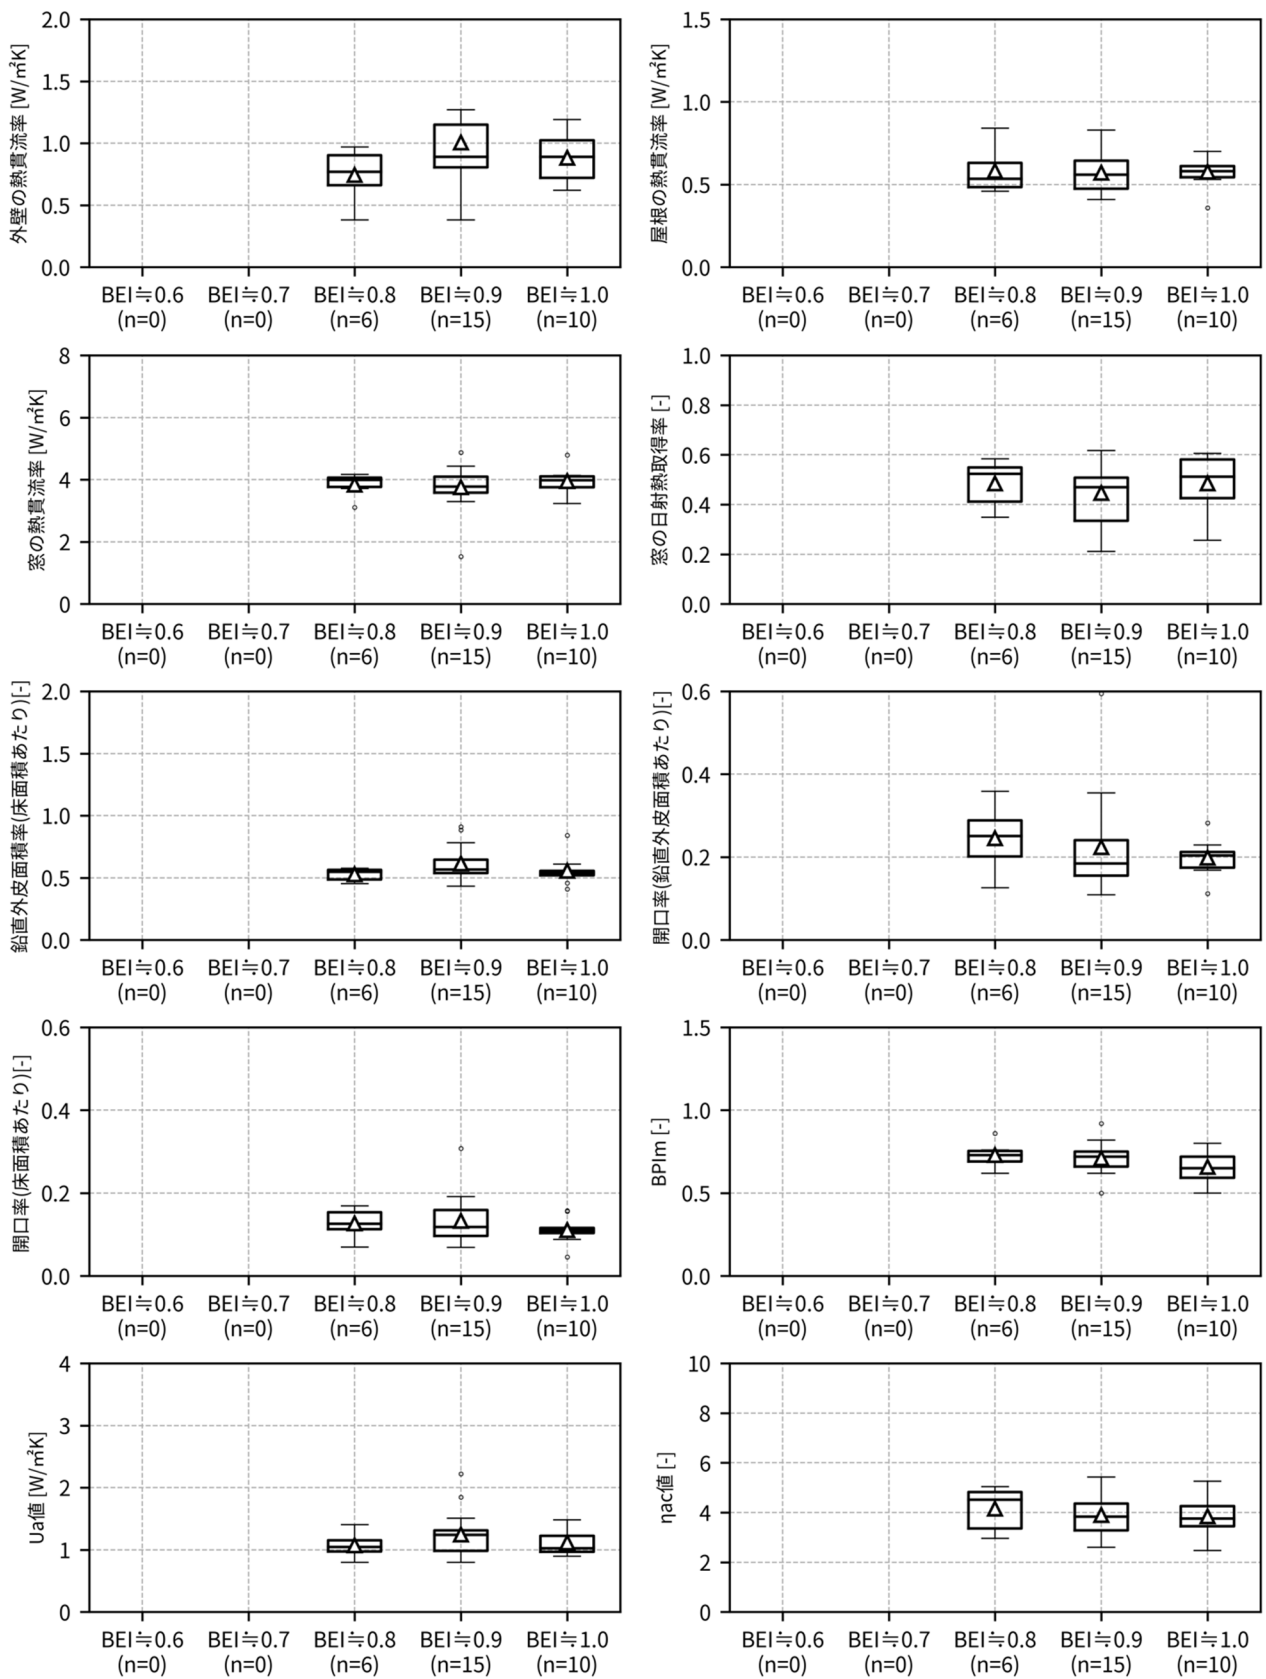 外壁の熱貫流率 [W/㎡K]
2.0
1.5
1.0
0.5
0.0
BEI≒0.6 BEI≒0.7 BEI≒0.8 BEI≒0.9 BEI≒1.0
(n=0) (n=0) (n=6) (n=15) (n=10)
屋根の熱貫流率 [W/㎡K]
1.5
1.0
0.5
0.0
BEI≒0.6 BEI≒0.7 BEI≒0.8 BEI≒0.9 BEI≒1.0
(n=0) (n=0) (n=6) (n=15) (n=10)
窓の熱貫流率 [W/㎡K]
8
6
4
2
0
BEI≒0.6 BEI≒0.7 BEI≒0.8 BEI≒0.9 BEI≒1.0
(n=0) (n=0) (n=6) (n=15) (n=10)
窓の日射熱取得率 [-]
1.0
0.8
0.6
0.4
0.2
0.0
BEI≒0.6 BEI≒0.7 BEI≒0.8 BEI≒0.9 BEI≒1.0
(n=0) (n=0) (n=6) (n=15) (n=10)
鉛直外皮面積率(床面積あたり)[-]
2.0
1.5
1.0
0.5
0.0
BEI≒0.6 BEI≒0.7 BEI≒0.8 BEI≒0.9 BEI≒1.0
(n=0) (n=0) (n=6) (n=15) (n=10)
開口率(鉛直外皮面積あたり)[-]
0.6
0.4
0.2
0.0
BEI≒0.6 BEI≒0.7 BEI≒0.8 BEI≒0.9 BEI≒1.0
(n=0) (n=0) (n=6) (n=15) (n=10)
開口率(床面積あたり)[-]
0.6
0.4
0.2
0.0
BEI≒0.6 BEI≒0.7 BEI≒0.8 BEI≒0.9 BEI≒1.0
(n=0) (n=0) (n=6) (n=15) (n=10)
BPIm [-]
1.5
1.0
0.5
0.0
BEI≒0.6 BEI≒0.7 BEI≒0.8 BEI≒0.9 BEI≒1.0
(n=0) (n=0) (n=6) (n=15) (n=10)
Ua値 [W/㎡K]
4
3
2
1
0
BEI≒0.6 BEI≒0.7 BEI≒0.8 BEI≒0.9 BEI≒1.0
(n=0) (n=0) (n=6) (n=15) (n=10)
ηac値 [-]
10
8
6
4
2
0
BEI≒0.6 BEI≒0.7 BEI≒0.8 BEI≒0.9 BEI≒1.0
(n=0) (n=0) (n=6) (n=15) (n=10)